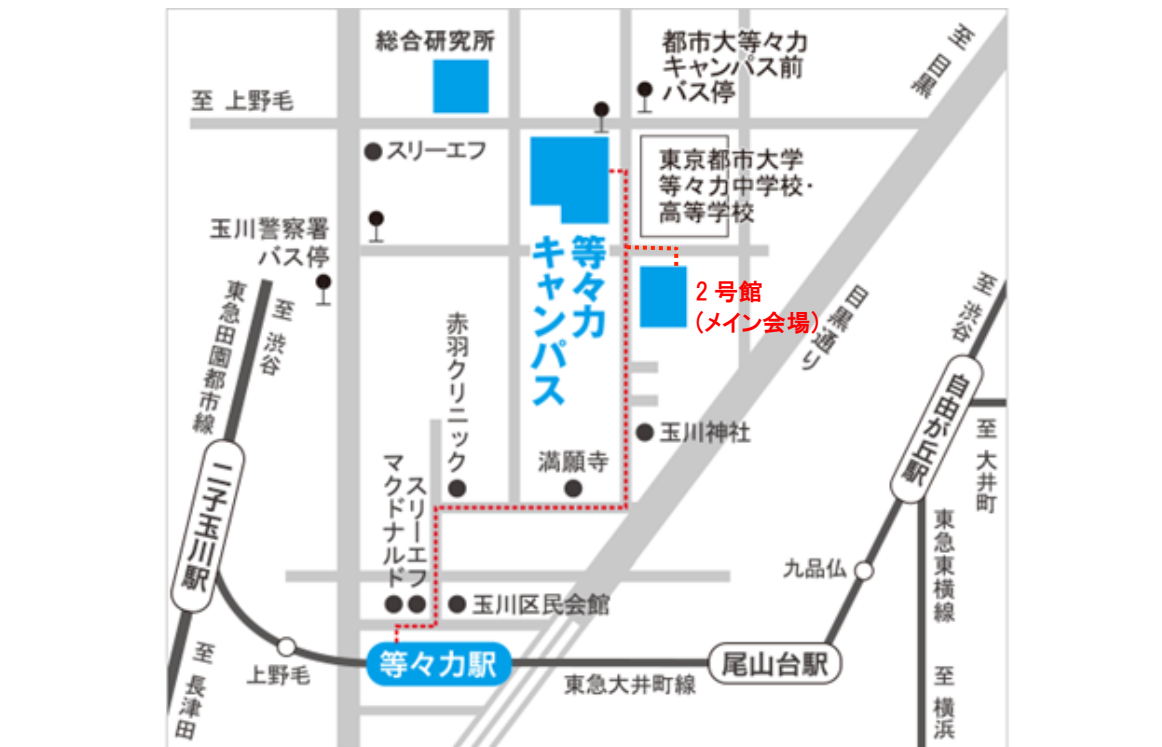 総合研究所
都市大等々力
キャンパス前
バス停
至 目黒
至 上野毛
スリーエフ
東京都市大学
等々力中学校・
高等学校
玉川警察署
バス停
等々力
キャンパス
2号館
(メイン会場)
目黒通り
至 渋谷
東急田園都市線
至 渋谷
赤羽クリニック
自由が丘駅
至 大井町
玉川神社
満願寺
マクドナルド
スリーエフ
二子玉川駅
東急東横線
九品仏
玉川区民会館
上野毛
等々力駅
東急大井町線
尾山台駅
至 長津田
至 横浜